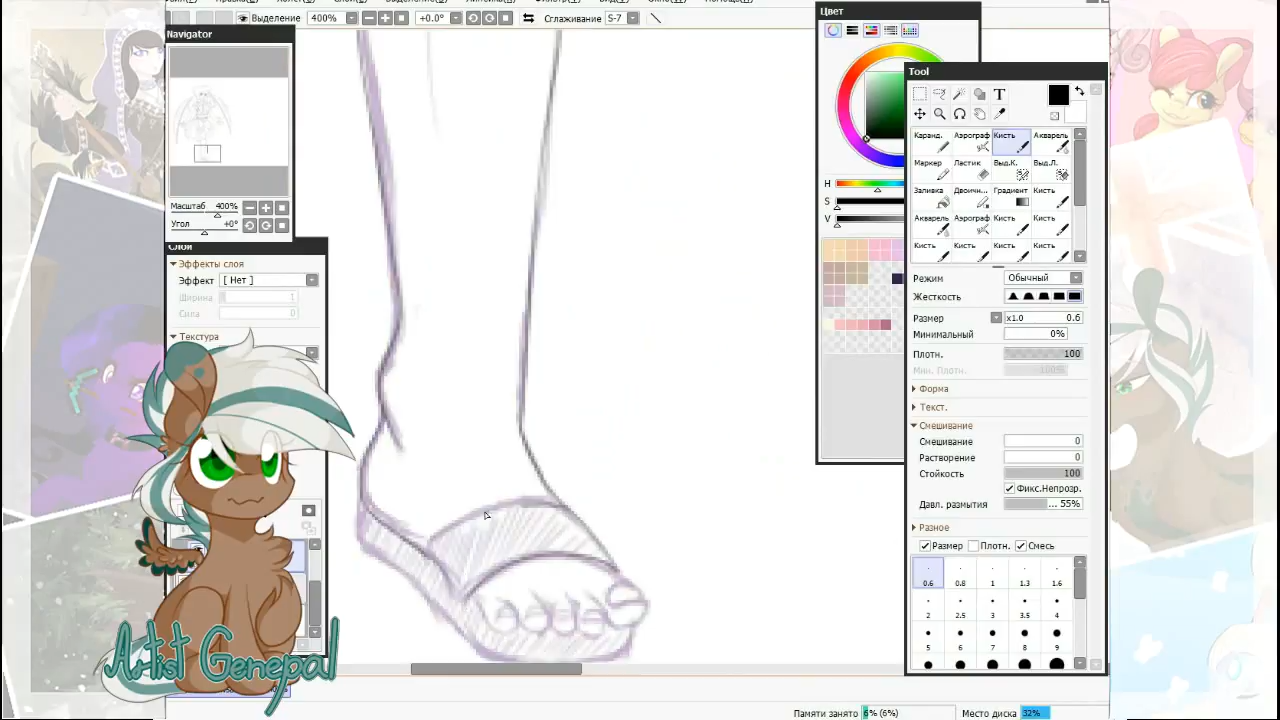 Выделение 400% +0.0° Сглаживание S-7
Navigator
Масштаб 400%
Угол +0°
Слои
Эффекты слоя
Эффект [ Нет ]
Ширина 1
Сила 0
Текстура
Artist Genepal
Цвет
H
S
V
Tool
T
Каранд. Аэрограф Кисть Акварель
Маркер Ластик Выд.К. Выд.Л.
Заливка Двоичн... Градиент Кисть
Акварель Аэрограф Кисть Кисть
Кисть Кисть Кисть Кисть
Режим Обычный
Жесткость
Размер x1.0 0.6
Минимальный 0%
Плотн. 100
Мин. Плотн. 100%
Форма
Текст.
Смешивание
Смешивание 0
Растворение 0
Стойкость 100
Фикс.Непрозр.
Давл. размытия ... 55%
Разное
Размер Плотн. Смесь
0.6 0.8 1 1.3 1.6
2 2.5 3 3.5 4
5 6 7 8 9
Памяти занято 6% (6%) Место диска 32%